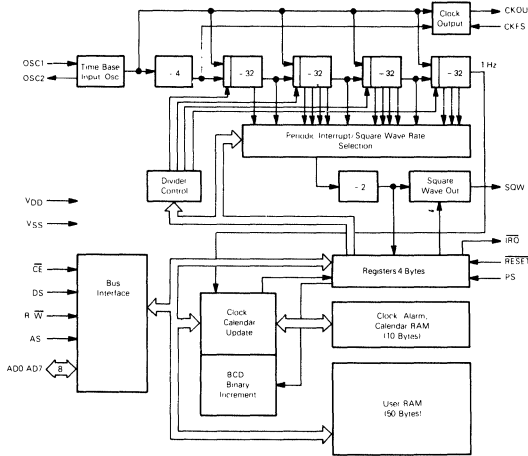 Clock
Output
CKOU
CKFS
OSC1
OSC2
Time Base
Input Osc
- 4
- 32
- 32
- 32
- 32
1 Hz
Periodic Interrupt/Square Wave Rate
Selection
Divider
Control
- 2
Square
Wave Out
SQW
VDD
VSS
IRQ
RESET
PS
Registers 4 Bytes
CE
DS
R W
AS
AD0 AD7
8
Bus
Interface
Clock
Calendar
Update
Clock Alarm,
Calendar RAM
(10 Bytes)
BCD
Binary
Increment
User RAM
(50 Bytes)